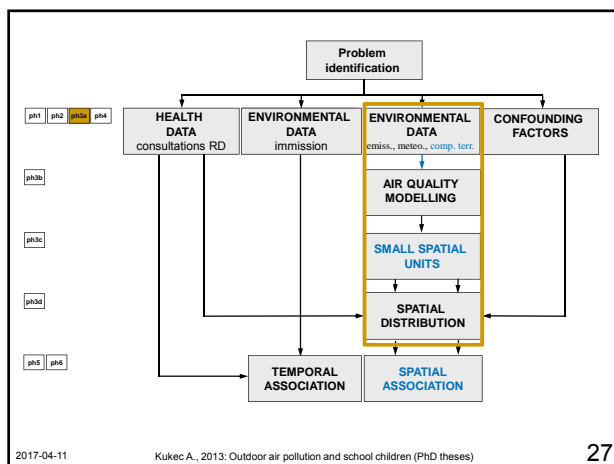 Problem
identification
ph1 ph2 ph3a ph4
HEALTH
DATA
consultations RD
ENVIRONMENTAL
DATA
immission
ENVIRONMENTAL
DATA
emiss., meteo., comp. terr.
CONFOUNDING
FACTORS
ph3b
AIR QUALITY
MODELLING
ph3c
SMALL SPATIAL
UNITS
ph3d
SPATIAL
DISTRIBUTION
ph5 ph6
TEMPORAL
ASSOCIATION
SPATIAL
ASSOCIATION
2017-04-11
Kukec A., 2013: Outdoor air pollution and school children (PhD theses)
27